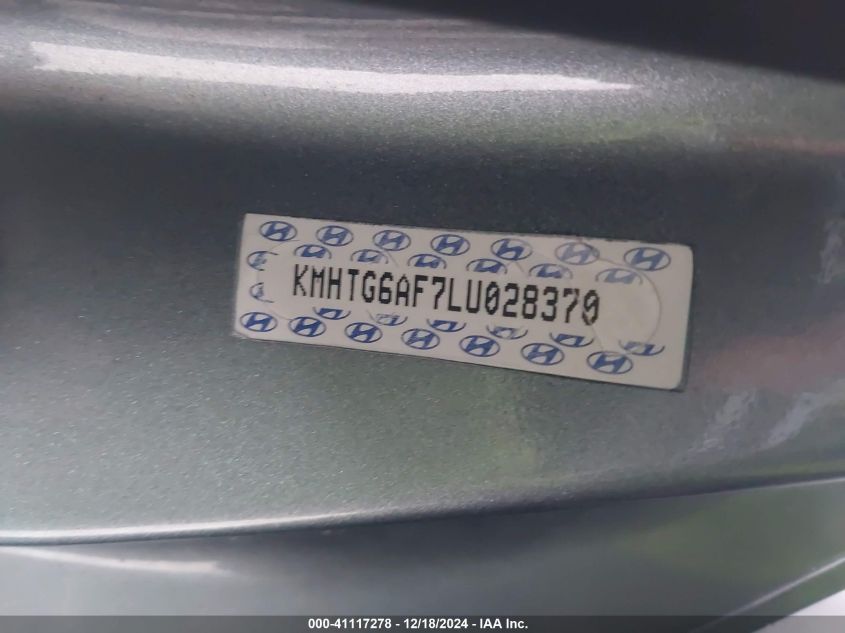 KMHTG6AF7LU028370
000-41117278 - 12/18/2024 - IAA Inc.